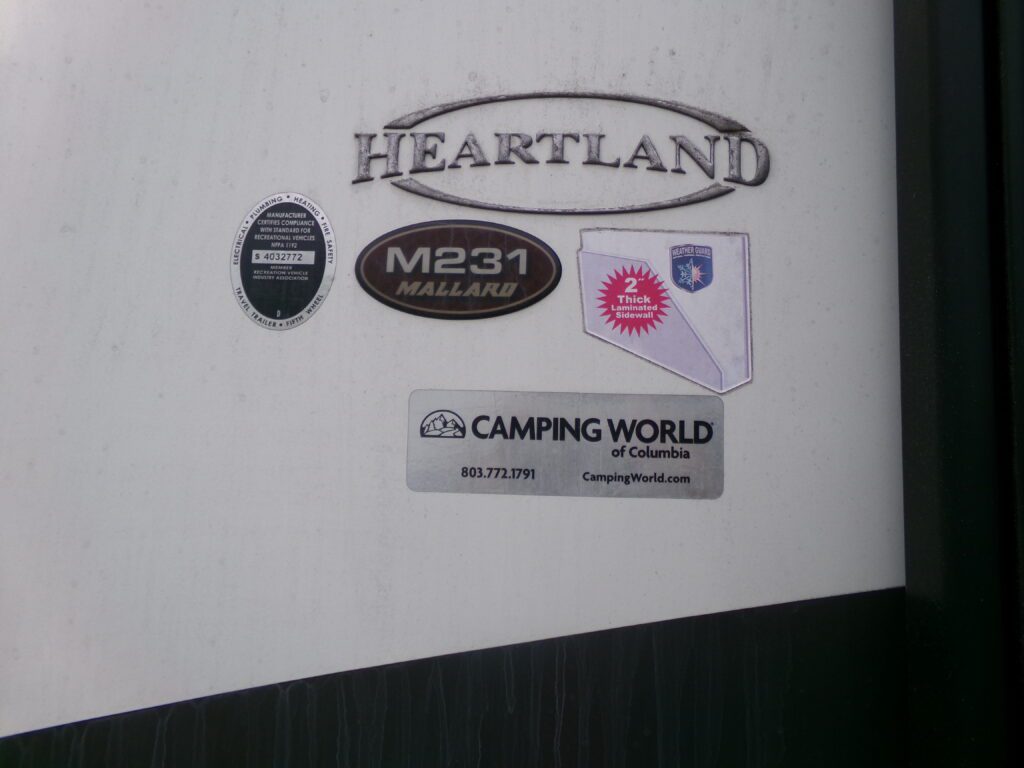 HEARTLAND
ELECTRICAL • PLUMBING • HEATING • FIRE SAFETY
MANUFACTURER
CERTIFIES COMPLIANCE
WITH STANDARD FOR
RECREATIONAL VEHICLES
NFPA 1192
S 4032772
MEMBER
RECREATION VEHICLE
INDUSTRY ASSOCIATION
D
TRAVEL TRAILER • FIFTH WHEEL
M231
MALLARD
WEATHER GUARD
2"
Thick
Laminated
Sidewall
CAMPING WORLD
of Columbia
803.772.1791
CampingWorld.com